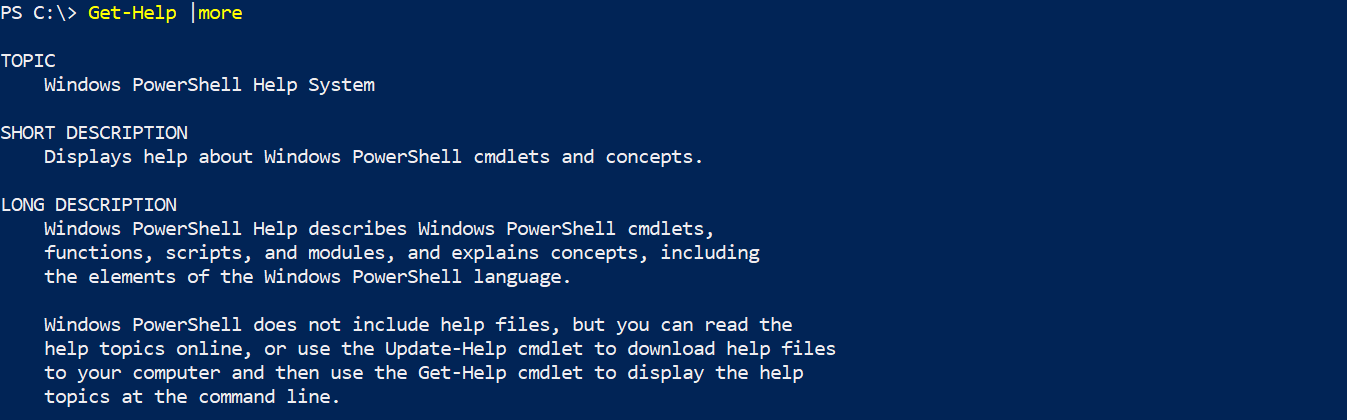 PS C:\> Get-Help |more
TOPIC
Windows PowerShell Help System
SHORT DESCRIPTION
Displays help about Windows PowerShell cmdlets and concepts.
LONG DESCRIPTION
Windows PowerShell Help describes Windows PowerShell cmdlets,
functions, scripts, and modules, and explains concepts, including
the elements of the Windows PowerShell language.
Windows PowerShell does not include help files, but you can read the
help topics online, or use the Update-Help cmdlet to download help files
to your computer and then use the Get-Help cmdlet to display the help
topics at the command line.